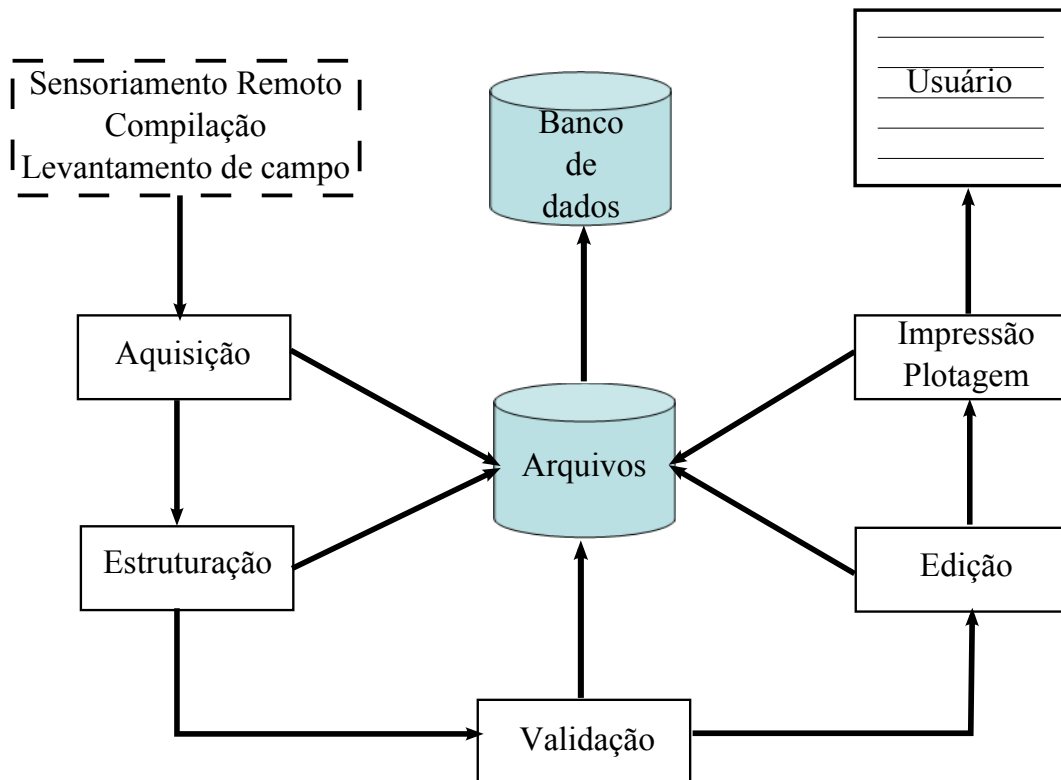 Sensoriamento Remoto
Compilação
Levantamento de campo
Banco
de
dados
Usuário
Aquisição
Impressão
Plotagem
Arquivos
Estruturação
Edição
Validação